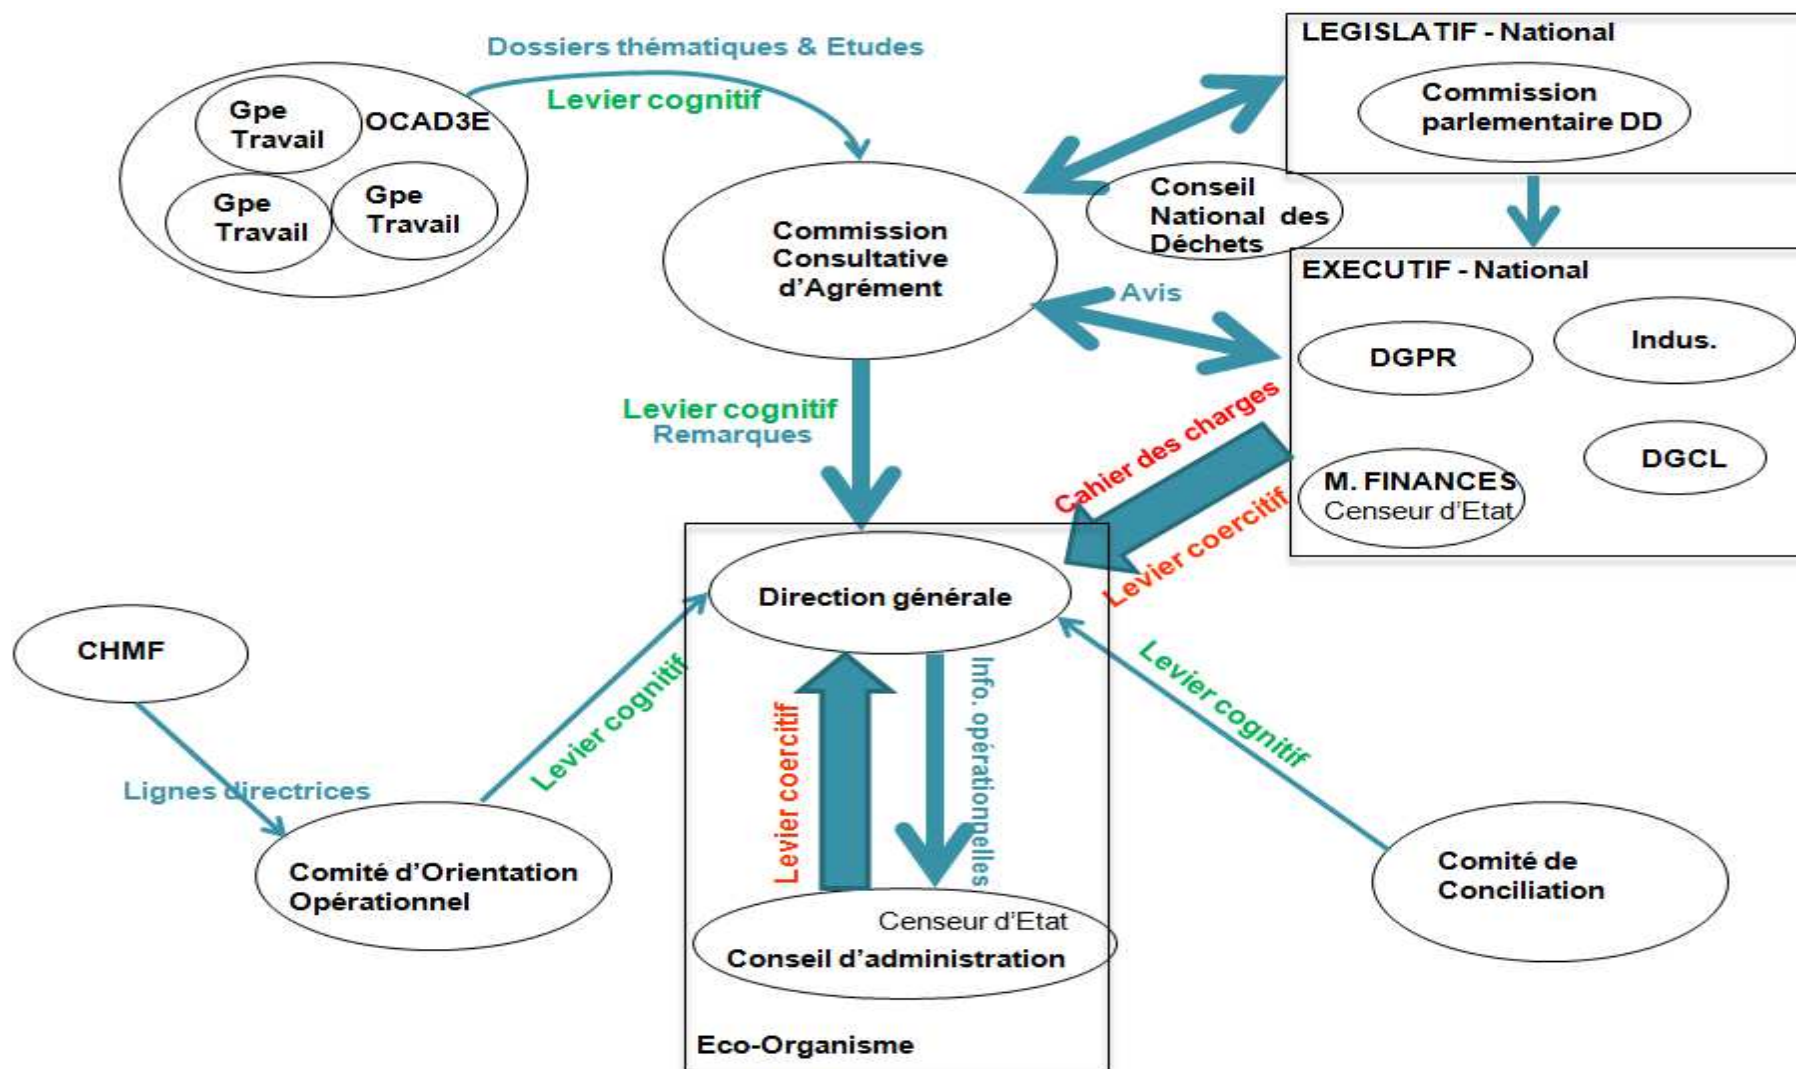 LEGISLATIF - National
Commission
parlementaire DD
Dossiers thématiques & Etudes
Levier cognitif
Gpe
Travail
OCAD3E
Gpe
Travail
Gpe
Travail
Conseil
National des
Déchets
Commission
Consultative
d'Agrément
EXECUTIF - National
Avis
DGPR
Indus.
DGCL
M. FINANCES
Censeur d'Etat
Cahier des charges
Levier coercitif
Levier cognitif
Remarques
Direction générale
CHMF
Lignes directrices
Levier cognitif
Levier coercitif
Info. opérationnelles
Levier cognitif
Comité d'Orientation
Opérationnel
Comité de
Conciliation
Censeur d'Etat
Conseil d'administration
Eco-Organisme